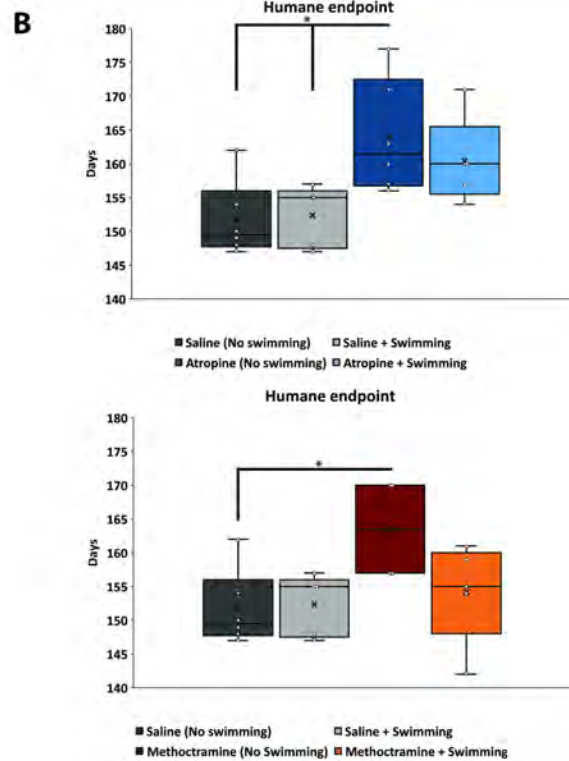 B
Humane endpoint
*
180
175
170
165
160
155
150
145
140
Days
■ Saline (No swimming) ■ Saline + Swimming
■ Atropine (No swimming) ■ Atropine + Swimming
Humane endpoint
*
180
175
170
165
160
155
150
145
140
Days
■ Saline (No swimming) ■ Saline + Swimming
■ Methoctramine (No Swimming) ■ Methoctramine + Swimming